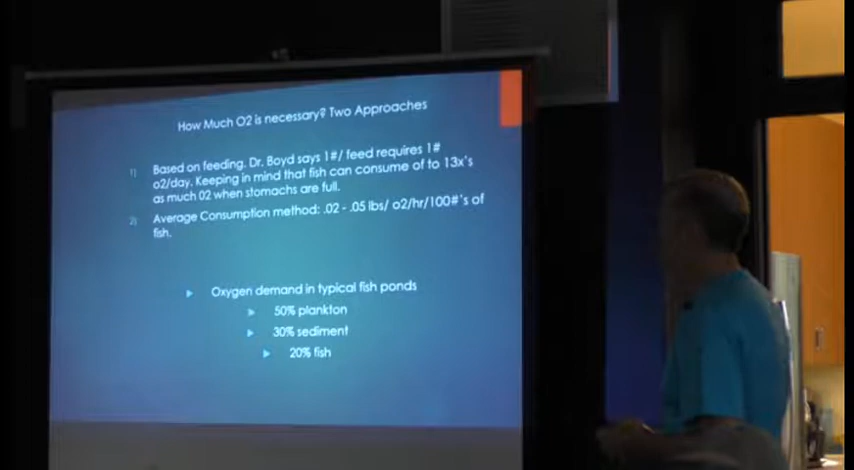 How Much O2 is necessary? Two Approaches
1) Based on feeding. Dr. Boyd says 1#/ feed requires 1#
o2/day. Keeping in mind that fish can consume of to 13x's
as much 02 when stomachs are full.
2) Average Consumption method: .02 - .05 lbs/ o2/hr/100#'s of
fish.
Oxygen demand in typical fish ponds
50% plankton
30% sediment
20% fish